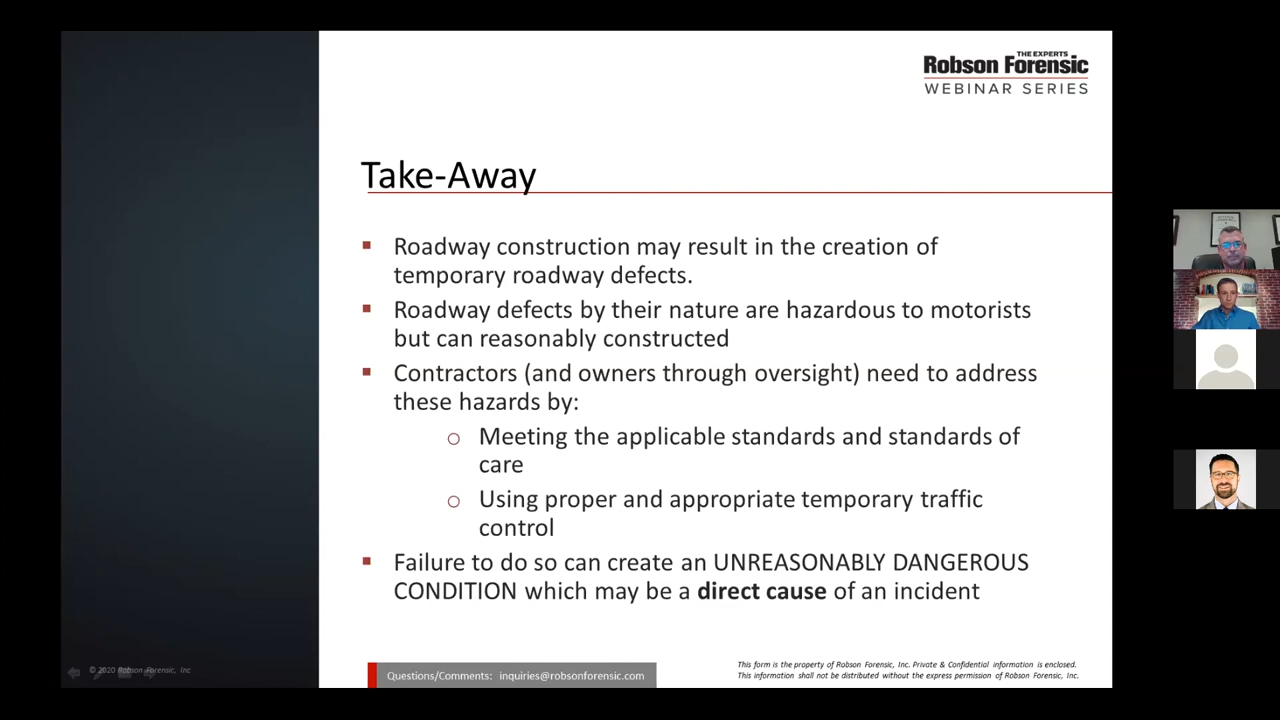 THE EXPERTS
Robson Forensic
WEBINAR SERIES
Take-Away
Roadway construction may result in the creation of
temporary roadway defects.
Roadway defects by their nature are hazardous to motorists
but can reasonably constructed
Contractors (and owners through oversight) need to address
these hazards by:
Meeting the applicable standards and standards of
care
Using proper and appropriate temporary traffic
control
Failure to do so can create an UNREASONABLY DANGEROUS
CONDITION which may be a direct cause of an incident
© 2020 Robson Forensic, Inc
Questions/Comments: inquiries@robsonforensic.com
This form is the property of Robson Forensic, Inc. Private & Confidential information is enclosed.
This information shall not be distributed without the express permission of Robson Forensic, Inc.